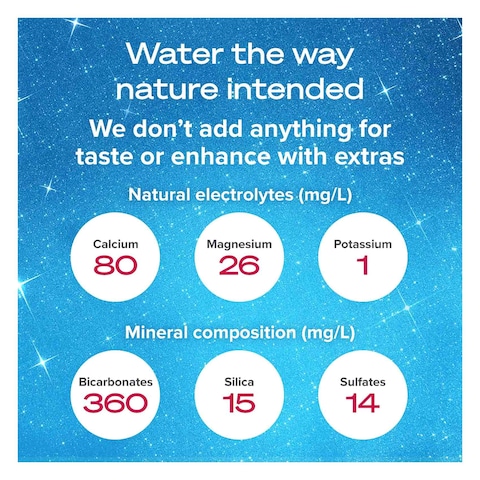 Water the way
nature intended
We don't add anything for
taste or enhance with extras
Natural electrolytes (mg/L)
Calcium
80
Magnesium
26
Potassium
1
Mineral composition (mg/L)
Bicarbonates
360
Silica
15
Sulfates
14